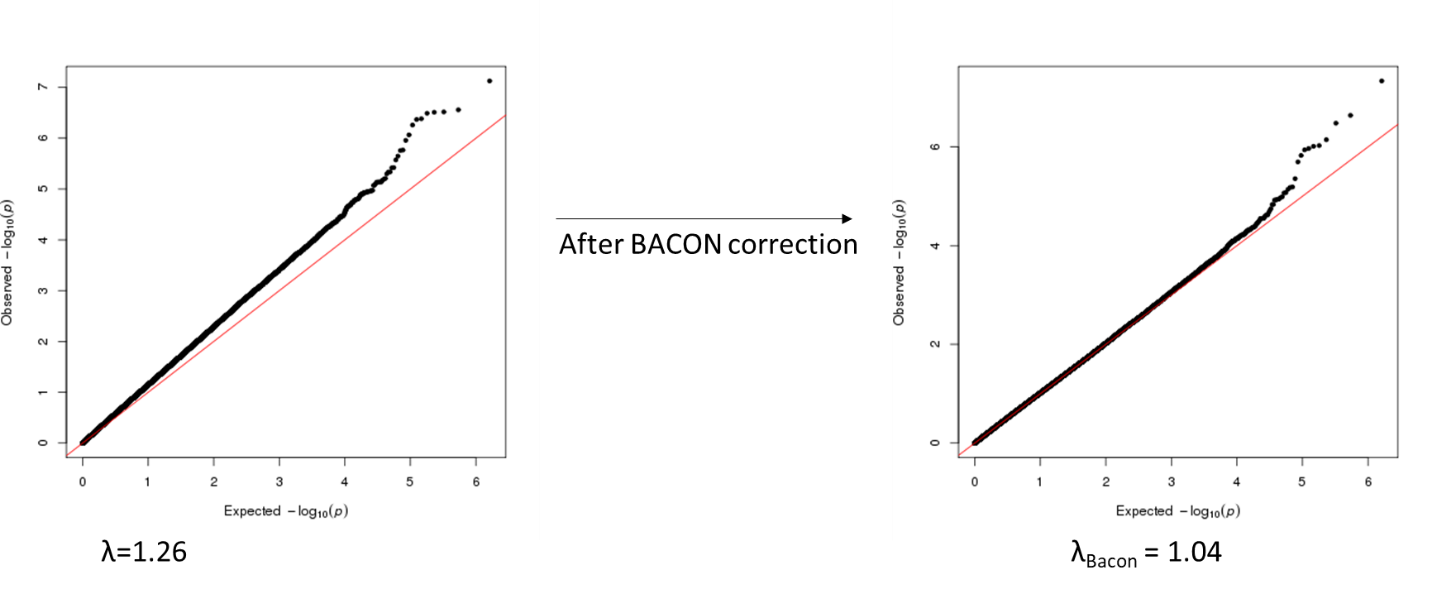 7
6
5
4
3
2
1
0
Observed −log10(p)
0 1 2 3 4 5 6
Expected −log10(p)
λ=1.26
After BACON correction
6
4
2
0
Observed −log10(p)
0 1 2 3 4 5 6
Expected −log10(p)
λBacon = 1.04